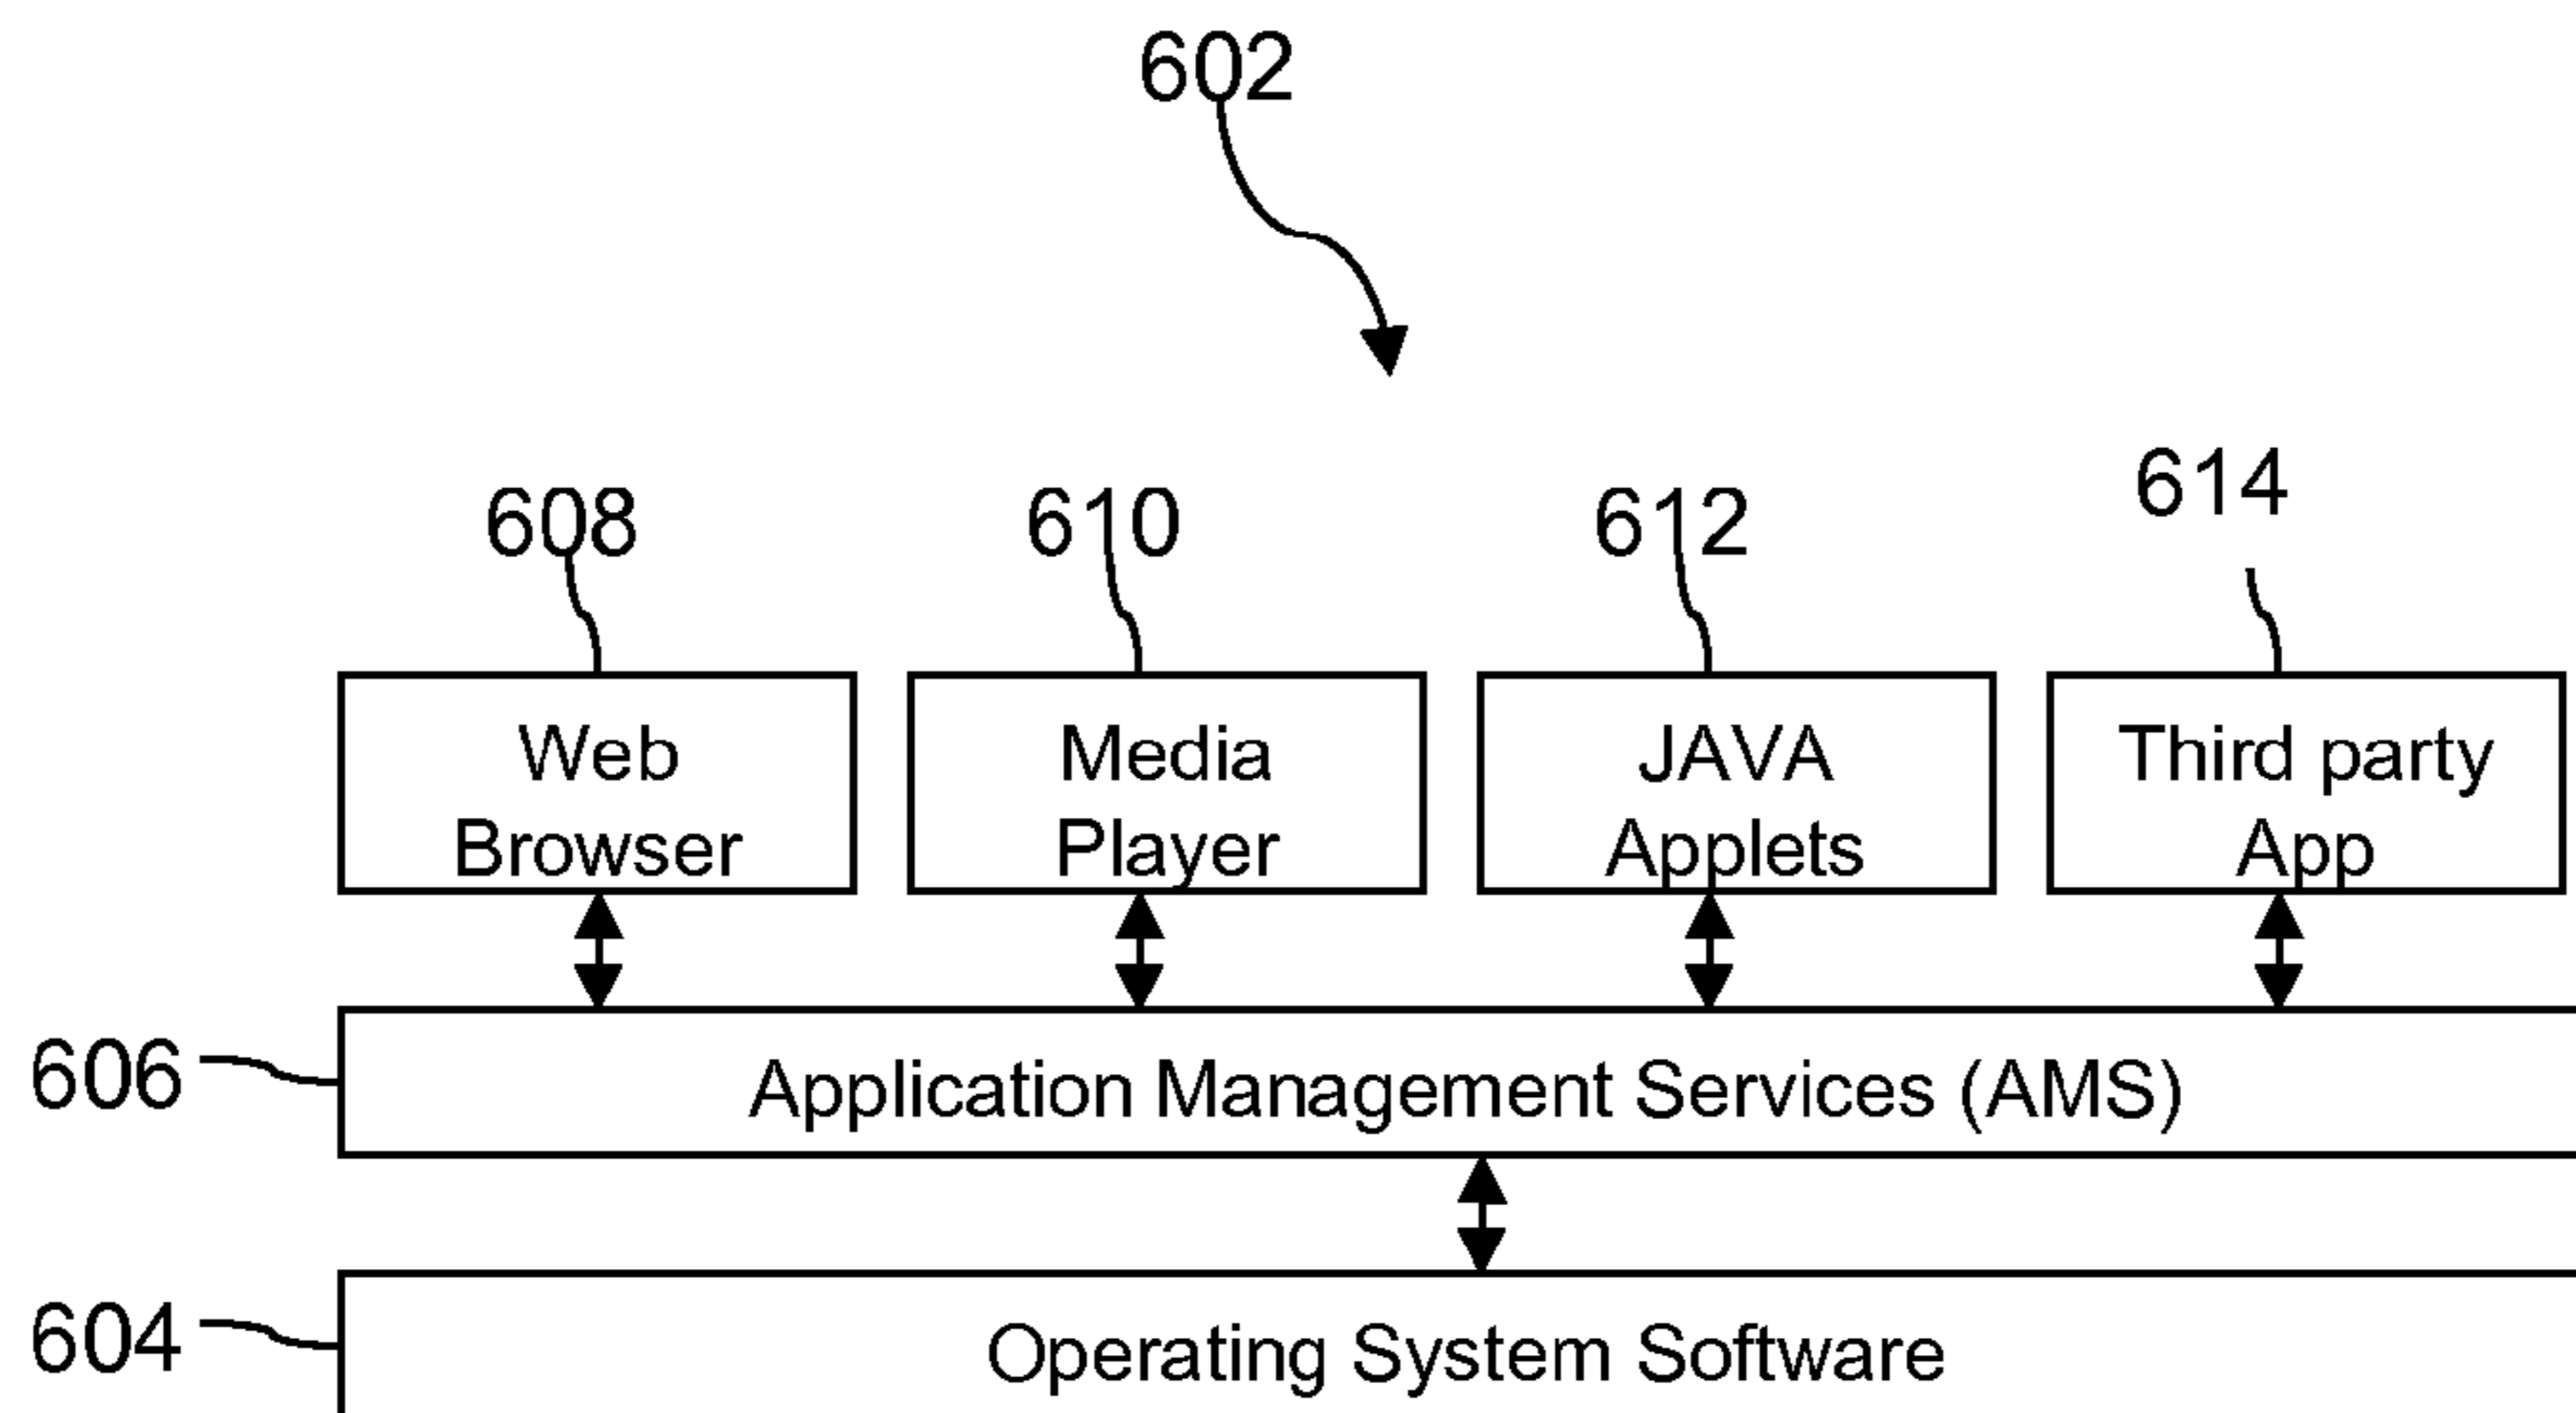 602
608
610
612
614
Web
Browser
Media
Player
JAVA
Applets
Third party
App
606
Application Management Services (AMS)
604
Operating System Software